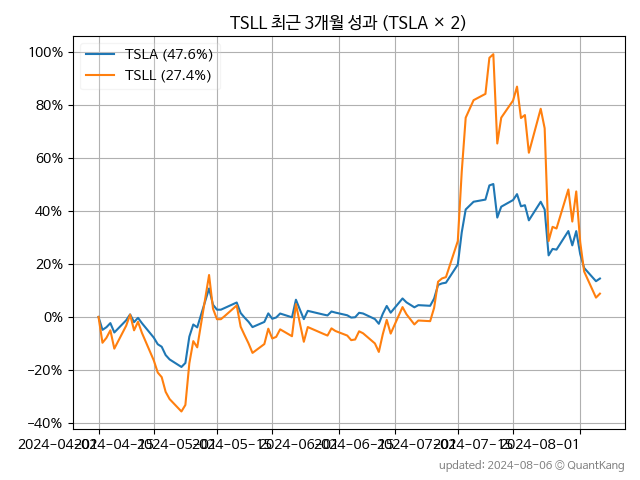 TSLL 최근 3개월 성과 (TSLA × 2)
TSLA (47.6%)
TSLL (27.4%)
100%
80%
60%
40%
20%
0%
−20%
−40%
2024-04-01 2024-04-15 2024-05-01 2024-05-15 2024-06-01 2024-06-15 2024-07-01 2024-07-15 2024-08-01
updated: 2024-08-06 © QuantKang